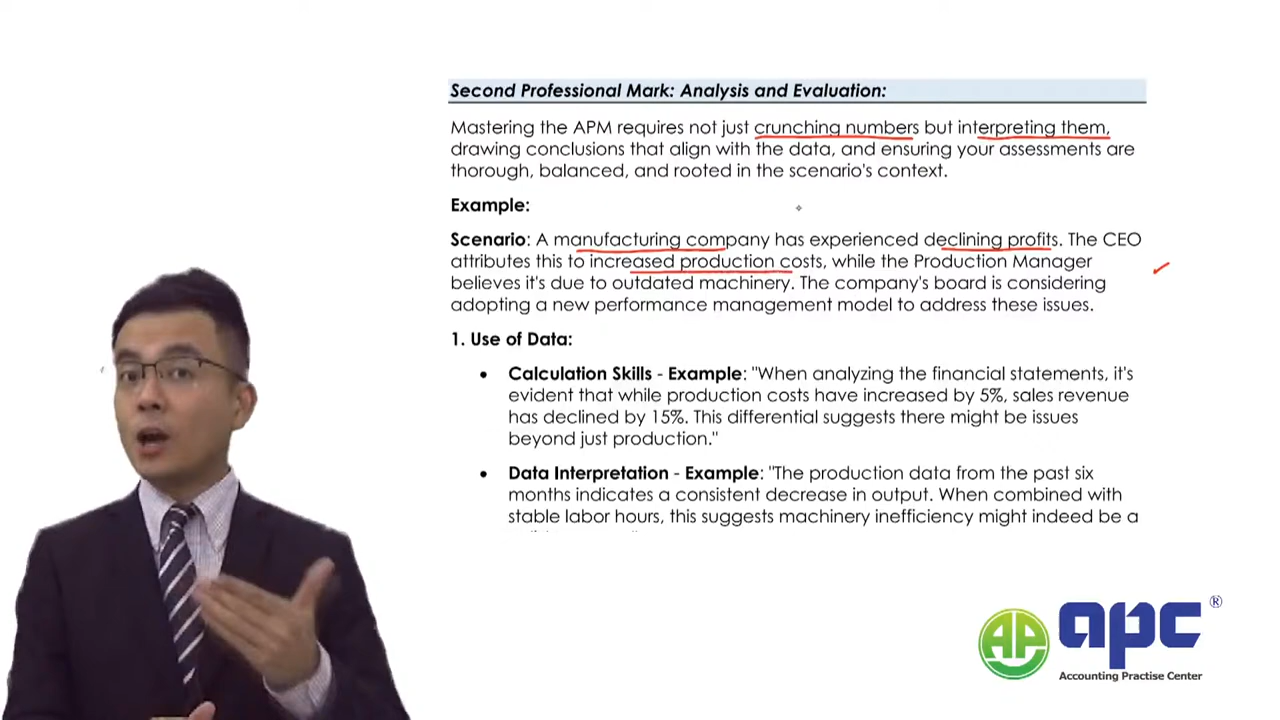 Second Professional Mark: Analysis and Evaluation:
Mastering the APM requires not just crunching numbers but interpreting them,
drawing conclusions that align with the data, and ensuring your assessments are
thorough, balanced, and rooted in the scenario's context.
Example:
Scenario: A manufacturing company has experienced declining profits. The CEO
attributes this to increased production costs, while the Production Manager
believes it's due to outdated machinery. The company's board is considering
adopting a new performance management model to address these issues.
1. Use of Data:
• Calculation Skills - Example: "When analyzing the financial statements, it's
evident that while production costs have increased by 5%, sales revenue
has declined by 15%. This differential suggests there might be issues
beyond just production."
• Data Interpretation - Example: "The production data from the past six
months indicates a consistent decrease in output. When combined with
stable labor hours, this suggests machinery inefficiency might indeed be a
AP
apc®
Accounting Practise Center